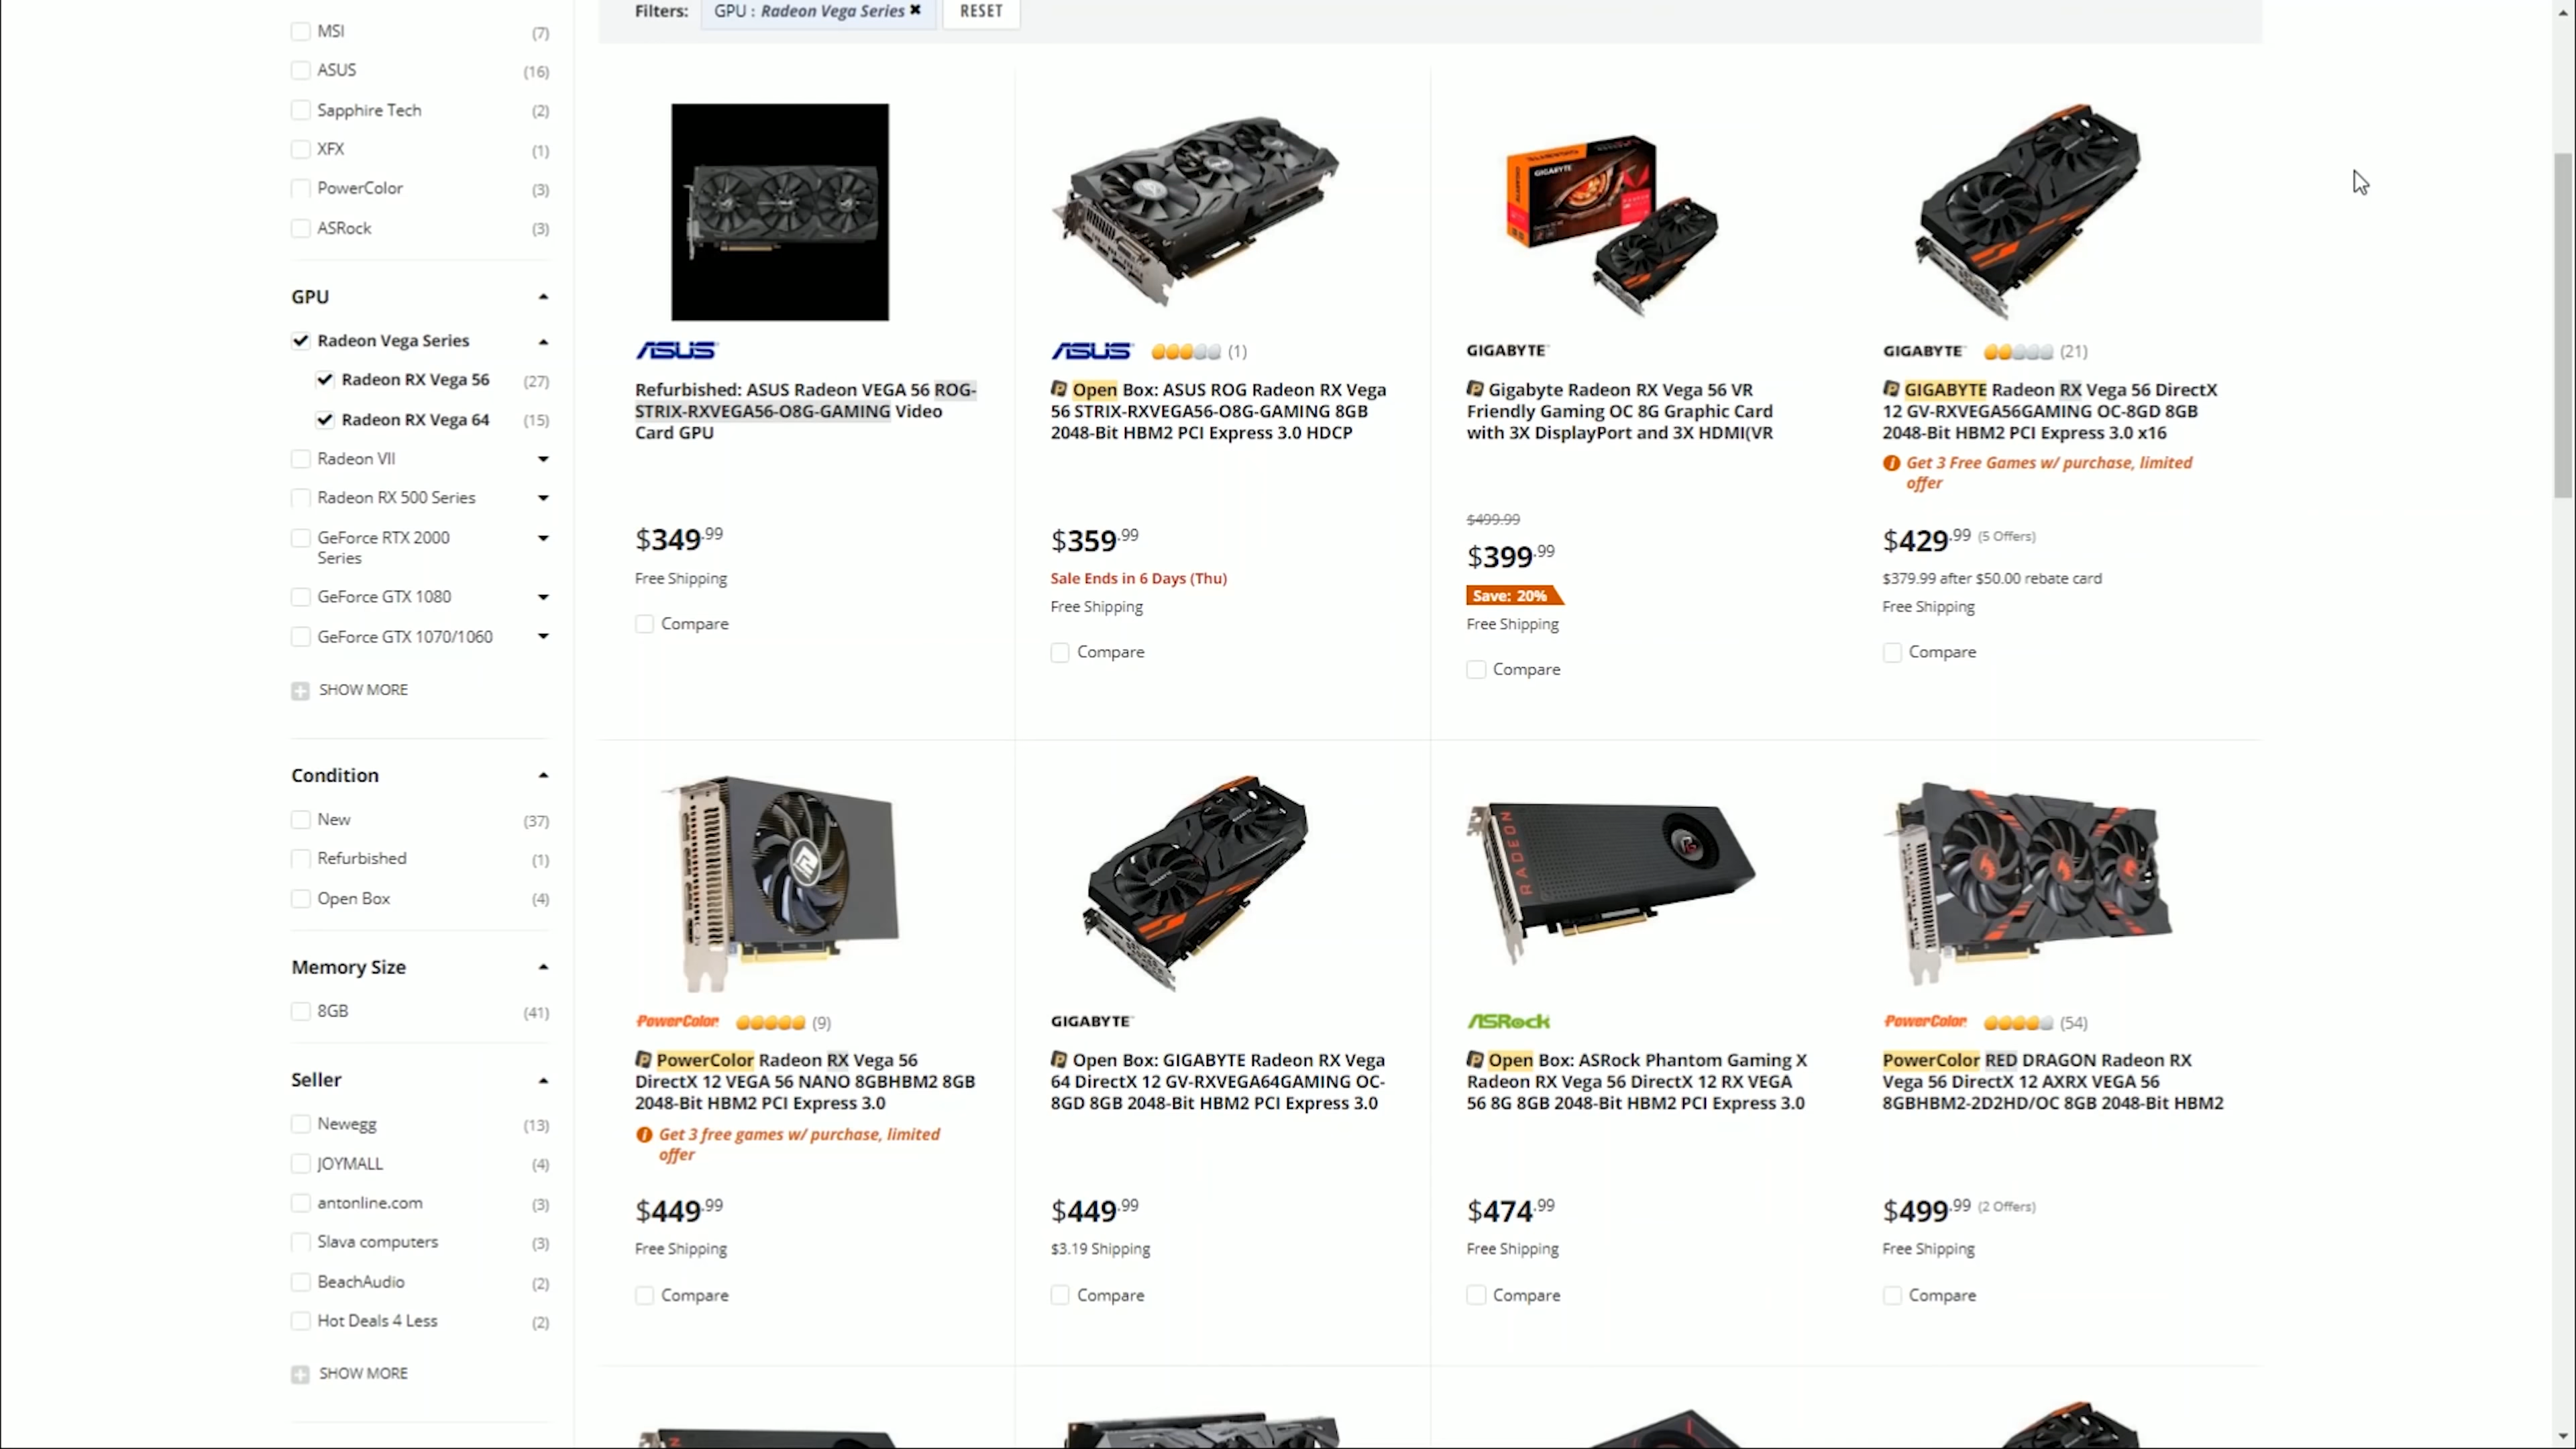 Filters: GPU : Radeon Vega Series ✖ RESET
MSI (7)
ASUS (16)
Sapphire Tech (2)
XFX (1)
PowerColor (3)
ASRock (3)
GPU
Radeon Vega Series
Radeon RX Vega 56 (27)
Radeon RX Vega 64 (15)
Radeon VII
Radeon RX 500 Series
GeForce RTX 2000
Series
GeForce GTX 1080
GeForce GTX 1070/1060
SHOW MORE
Condition
New (37)
Refurbished (1)
Open Box (4)
Memory Size
8GB (41)
Seller
Newegg (13)
JOYMALL (4)
antonline.com (3)
Slava computers (3)
BeachAudio (2)
Hot Deals 4 Less (2)
SHOW MORE
ASUS
Refurbished: ASUS Radeon VEGA 56 ROG-
STRIX-RXVEGA56-O8G-GAMING Video
Card GPU
$349.99
Free Shipping
Compare
ASUS (1)
Open Box: ASUS ROG Radeon RX Vega
56 STRIX-RXVEGA56-O8G-GAMING 8GB
2048-Bit HBM2 PCI Express 3.0 HDCP
$359.99
Sale Ends in 6 Days (Thu)
Free Shipping
Compare
GIGABYTE
RADEON
GIGABYTE™
Gigabyte Radeon RX Vega 56 VR
Friendly Gaming OC 8G Graphic Card
with 3X DisplayPort and 3X HDMI(VR
$499.99
$399.99
Save: 20%
Free Shipping
Compare
GIGABYTE™ (21)
GIGABYTE Radeon RX Vega 56 DirectX
12 GV-RXVEGA56GAMING OC-8GD 8GB
2048-Bit HBM2 PCI Express 3.0 x16
Get 3 Free Games w/ purchase, limited
offer
$429.99 (5 Offers)
$379.99 after $50.00 rebate card
Free Shipping
Compare
PowerColor (9)
PowerColor Radeon RX Vega 56
DirectX 12 VEGA 56 NANO 8GBHBM2 8GB
2048-Bit HBM2 PCI Express 3.0
Get 3 free games w/ purchase, limited
offer
$449.99
Free Shipping
Compare
GIGABYTE™
Open Box: GIGABYTE Radeon RX Vega
64 DirectX 12 GV-RXVEGA64GAMING OC-
8GD 8GB 2048-Bit HBM2 PCI Express 3.0
$449.99
$3.19 Shipping
Compare
RADEON
ASRock
Open Box: ASRock Phantom Gaming X
Radeon RX Vega 56 DirectX 12 RX VEGA
56 8G 8GB 2048-Bit HBM2 PCI Express 3.0
$474.99
Free Shipping
Compare
PowerColor (54)
PowerColor RED DRAGON Radeon RX
Vega 56 DirectX 12 AXRX VEGA 56
8GBHBM2-2D2HD/OC 8GB 2048-Bit HBM2
$499.99 (2 Offers)
Free Shipping
Compare